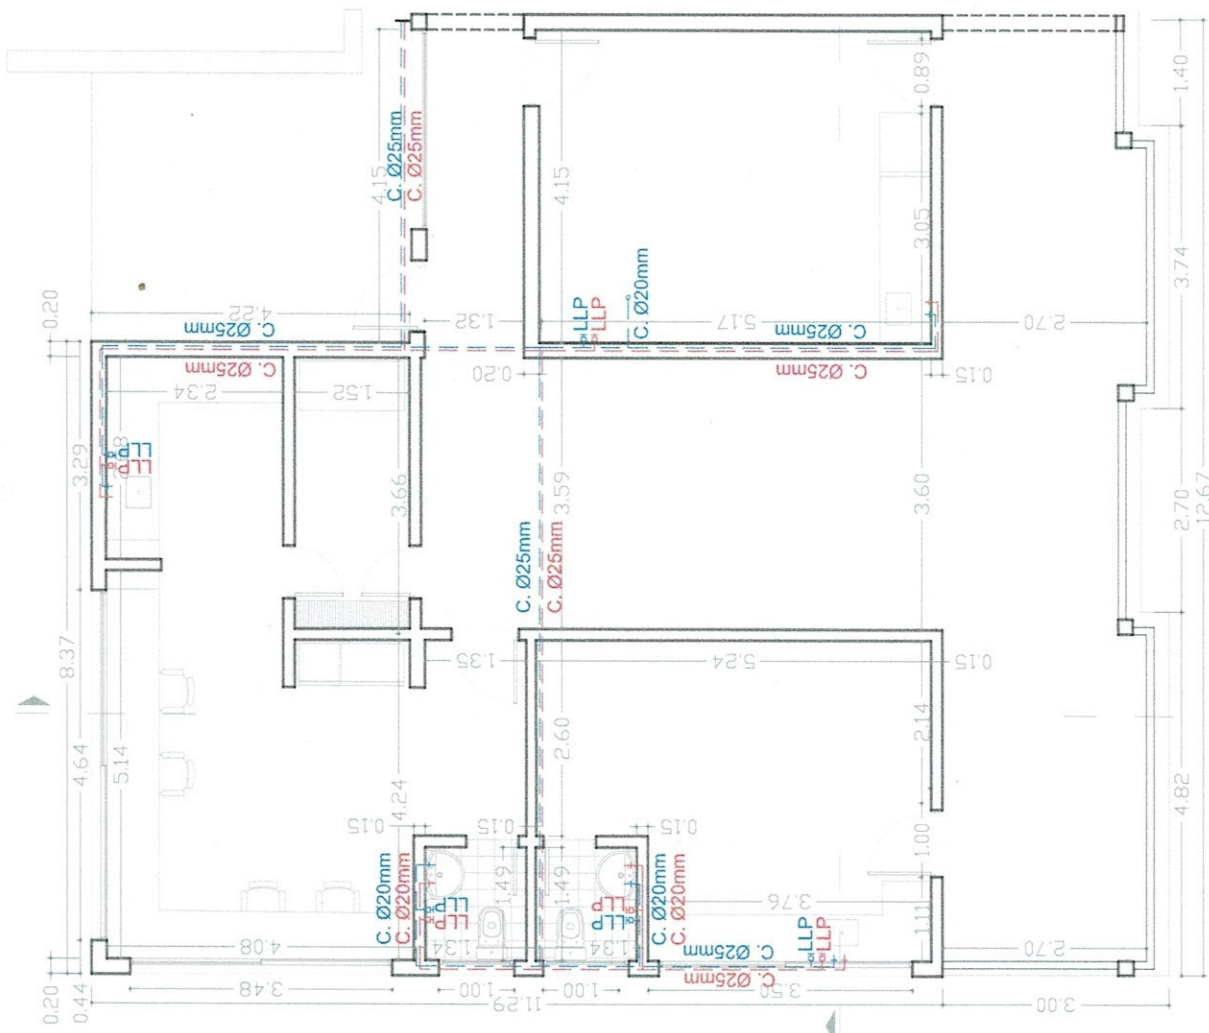 1.40
0.89
C. Ø25mm
C. Ø25mm
4.15
4.15
3.05
3.74
C. Ø20mm
LLP
LLP
0.20
4.22
C. Ø25mm
1.32
5.17
C. Ø25mm
2.70
C. Ø25mm
C. Ø25mm
2.34
1.52
0.20
0.15
LLP
LLP
3.29
3.66
3.59
3.60
2.70
12.67
C. Ø25mm
C. Ø25mm
8.37
1.35
5.24
0.15
4.64
5.14
2.60
2.14
4.82
4.24
0.15
0.15
0.15
1.00
C. Ø20mm
C. Ø20mm
1.49
1.49
C. Ø20mm
C. Ø20mm
LLP
LLP
LLP
LLP
3.76
1.11
LLP
LLP
4.08
1.34
1.34
C. Ø25mm
2.70
C. Ø25mm
0.20
0.44
3.48
1.00
11.29
1.00
3.50
3.00